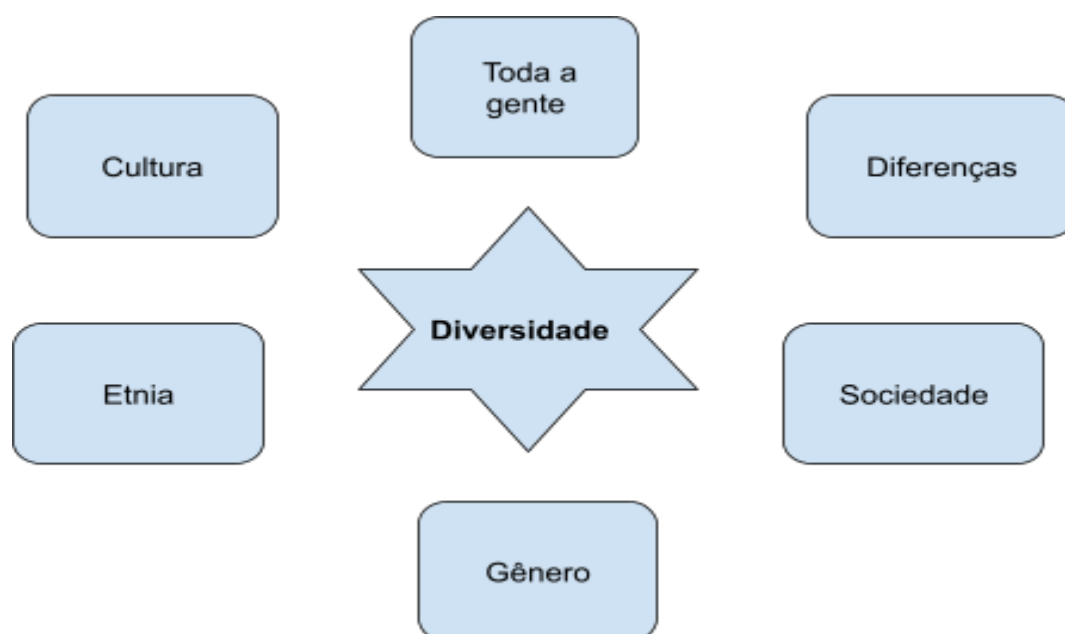 Toda a
gente
Cultura
Diferenças
Diversidade
Etnia
Sociedade
Gênero